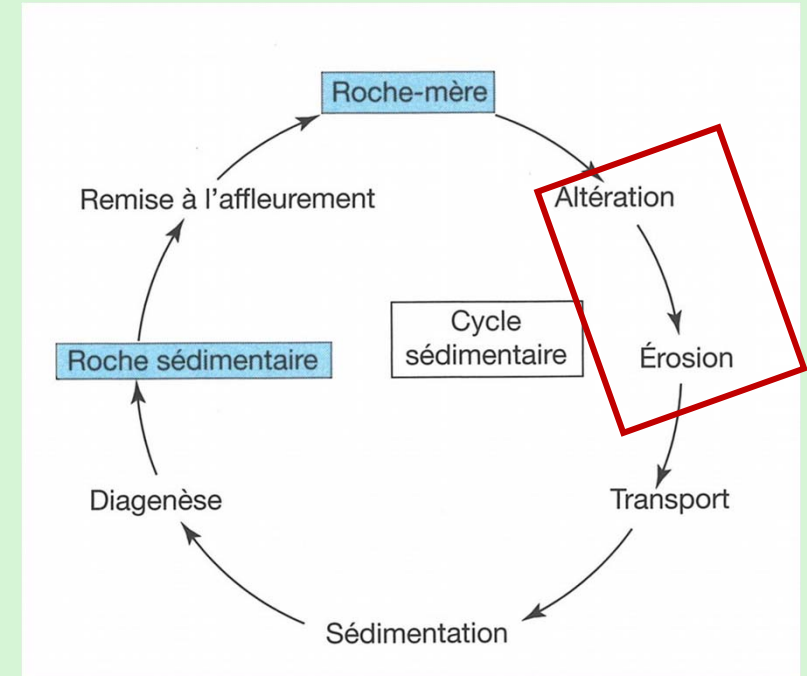 Roche-mère
Remise à l'affleurement
Altération
Cycle
sédimentaire
Roche sédimentaire
Érosion
Diagenèse
Transport
Sédimentation